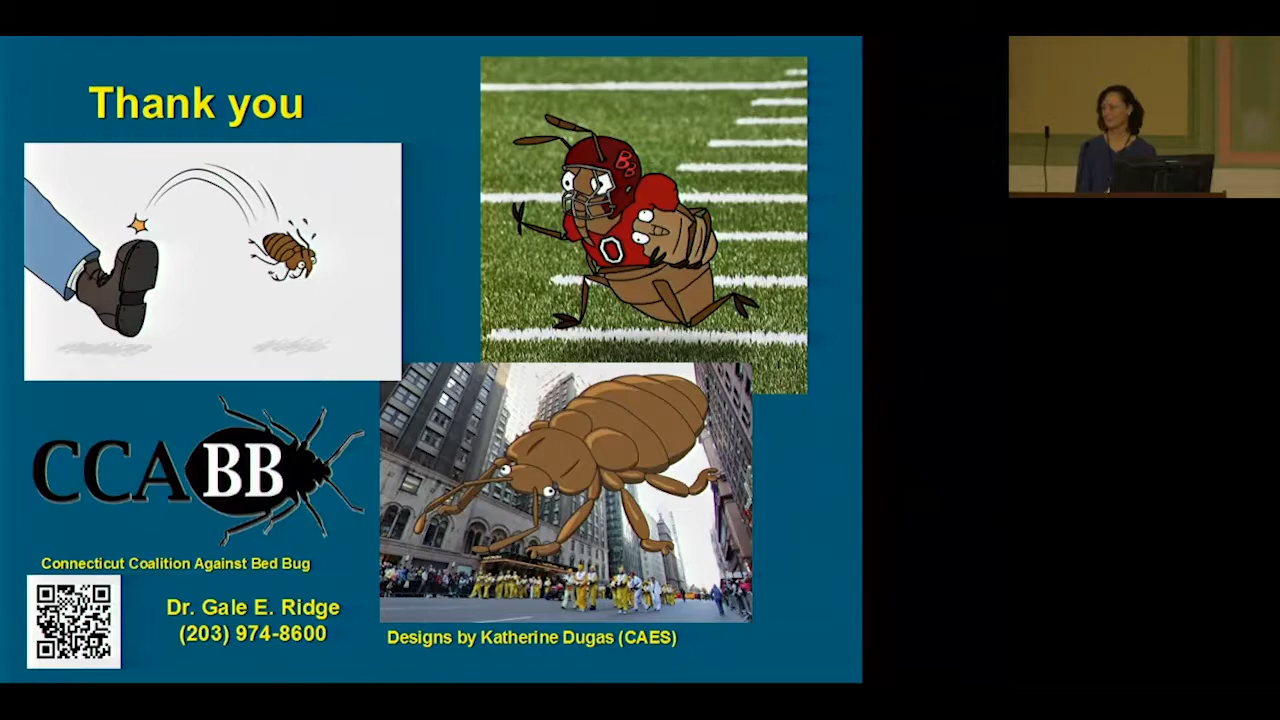 Thank you
BB
O
CCABB
Connecticut Coalition Against Bed Bug
Dr. Gale E. Ridge
(203) 974-8600
Designs by Katherine Dugas (CAES)